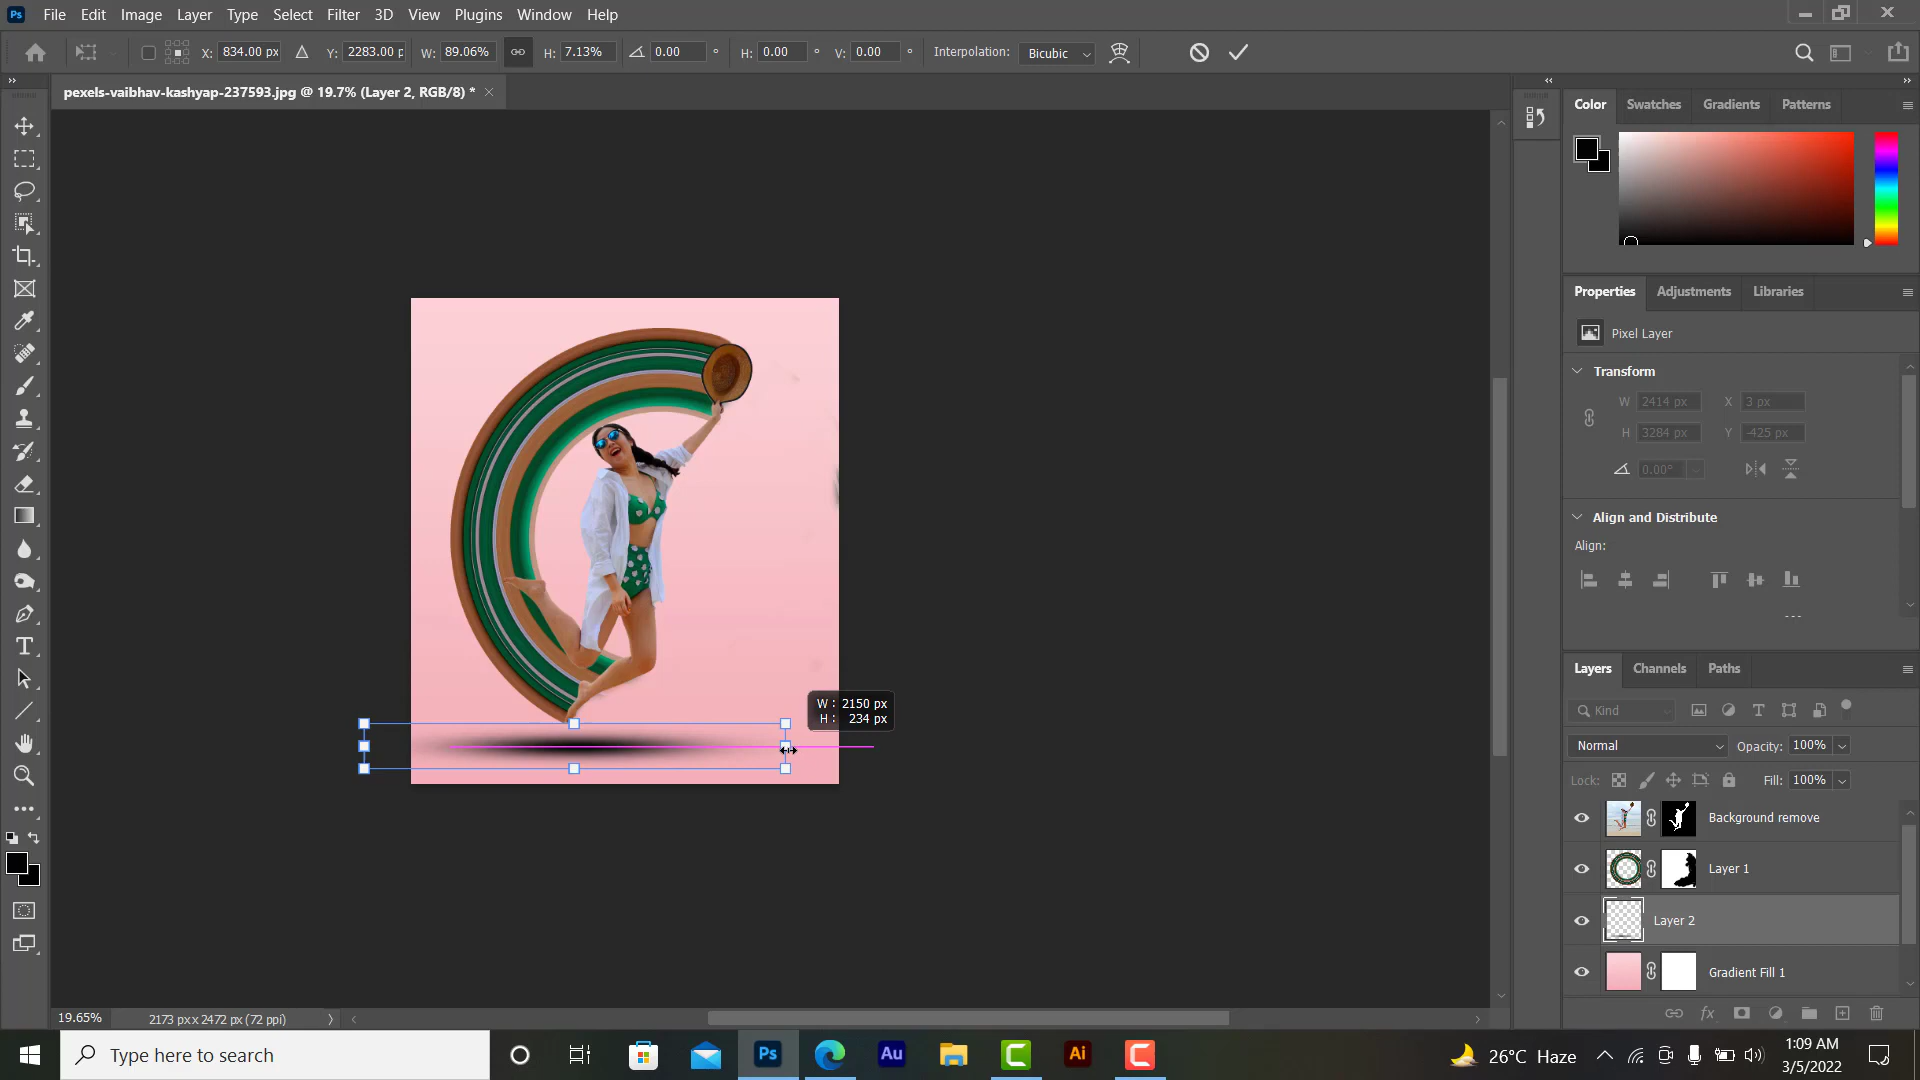 Ps File Edit Image Layer Type Select Filter 3D View Plugins Window Help
X: 834.00 px Y: 2283.00 p W: 89.06% H: 7.13% 0.00 ° H: 0.00 ° V: 0.00 ° Interpolation: Bicubic
pexels-vaibhav-kashyap-237593.jpg @ 19.7% (Layer 2, RGB/8) *
Color Swatches Gradients Patterns
Properties Adjustments Libraries
Pixel Layer
Transform
W 2414 px X 3 px
H 3284 px Y -425 px
0.00°
Align and Distribute
Align:
W: 2150 px
H: 234 px
Layers Channels Paths
Kind
Normal Opacity: 100%
Lock: Fill: 100%
Background remove
Layer 1
Layer 2
Gradient Fill 1
19.65% 2173 px x 2472 px (72 ppi)
Type here to search
Ps Au Ai
26°C Haze
1:09 AM
3/5/2022